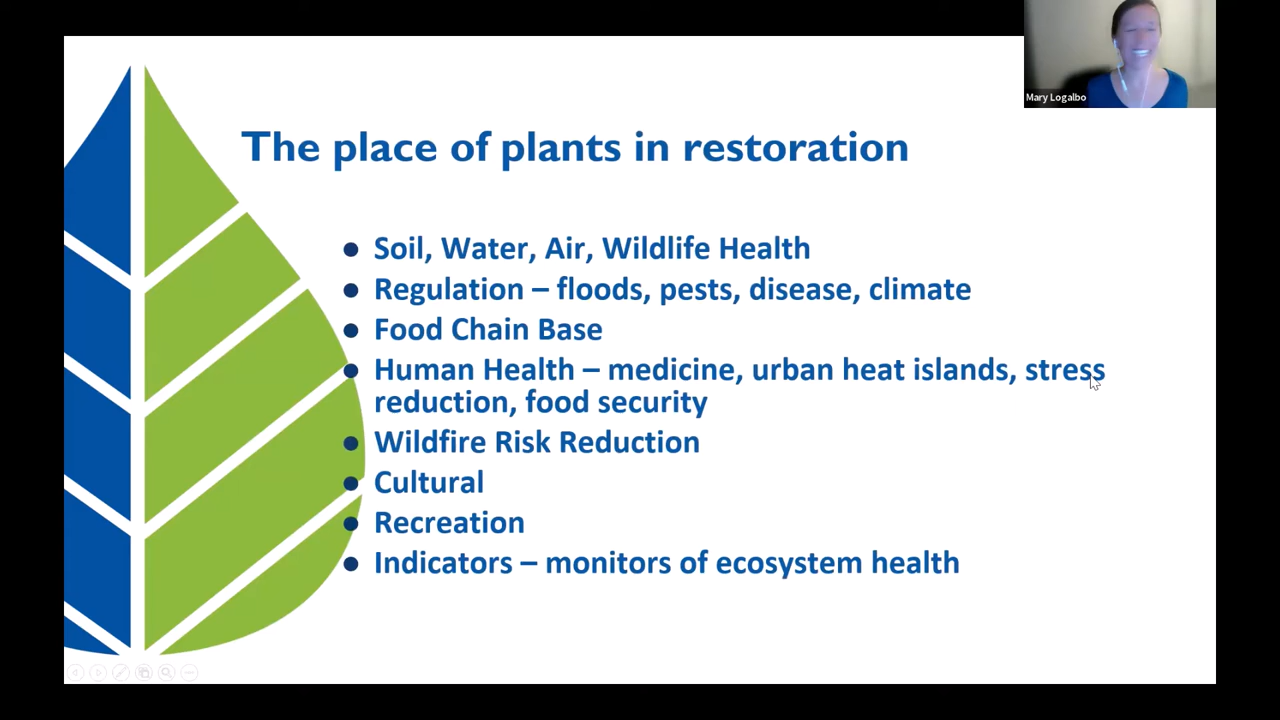 Mary Logalbo
The place of plants in restoration
● Soil, Water, Air, Wildlife Health
● Regulation – floods, pests, disease, climate
● Food Chain Base
● Human Health – medicine, urban heat islands, stress
reduction, food security
● Wildfire Risk Reduction
● Cultural
● Recreation
● Indicators – monitors of ecosystem health